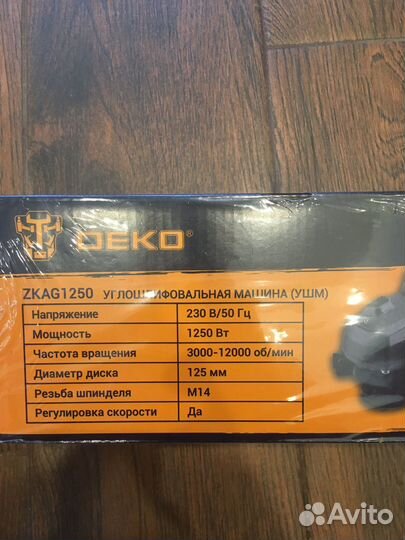 DEKO®
ZKAG1250 УГЛОШЛИФОВАЛЬНАЯ МАШИНА (УШМ)
Напряжение 230 В/50 Гц
Мощность 1250 Вт
Частота вращения 3000-12000 об/мин
Диаметр диска 125 мм
Резьба шпинделя M14
Регулировка скорости Да
Avito